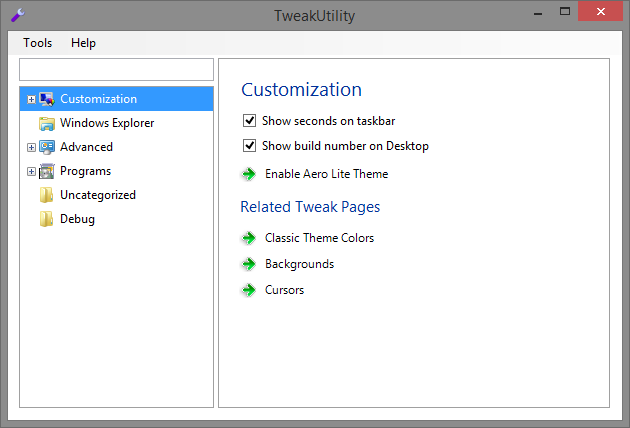 TweakUtility
Tools Help
Customization
Windows Explorer
Advanced
Programs
Uncategorized
Debug
Customization
Show seconds on taskbar
Show build number on Desktop
Enable Aero Lite Theme
Related Tweak Pages
Classic Theme Colors
Backgrounds
Cursors